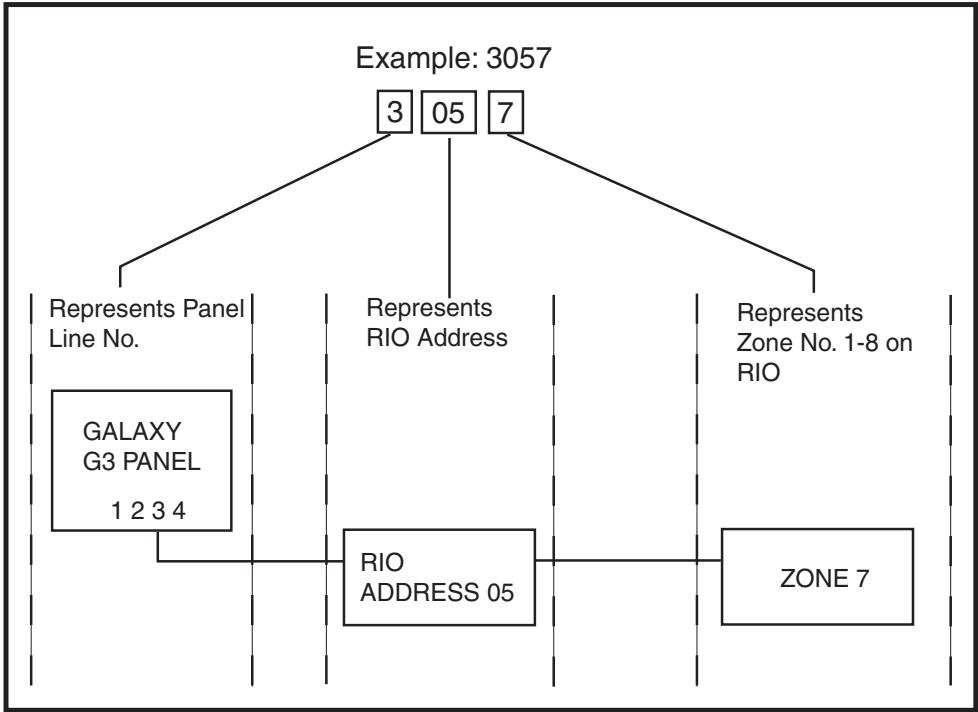 Example: 3057
3 05 7
Represents Panel
Line No.
Represents
RIO Address
Represents
Zone No. 1-8 on
RIO
GALAXY
G3 PANEL
1 2 3 4
RIO
ADDRESS 05
ZONE 7